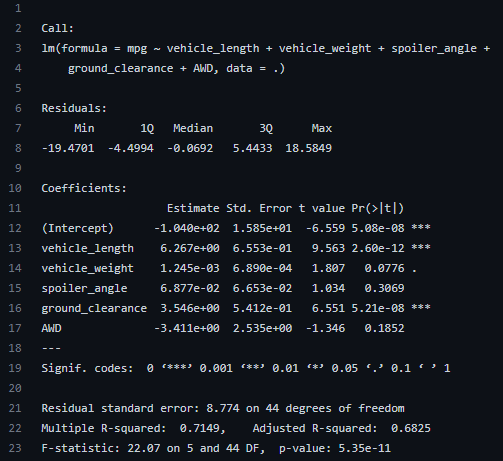 1
2 Call:
3 lm(formula = mpg ~ vehicle_length + vehicle_weight + spoiler_angle +
4     ground_clearance + AWD, data = .)
5
6 Residuals:
7      Min       1Q   Median       3Q      Max
8 -19.4701  -4.4994  -0.0692   5.4433  18.5849
9
10 Coefficients:
11                    Estimate Std. Error t value Pr(>|t|)
12 (Intercept)      -1.040e+02  1.585e+01  -6.559 5.08e-08 ***
13 vehicle_length    6.267e+00  6.553e-01   9.563 2.60e-12 ***
14 vehicle_weight    1.245e-03  6.890e-04   1.807   0.0776 .
15 spoiler_angle     6.877e-02  6.653e-02   1.034   0.3069
16 ground_clearance  3.546e+00  5.412e-01   6.551 5.21e-08 ***
17 AWD              -3.411e+00  2.535e+00  -1.346   0.1852
18 ---
19 Signif. codes:  0 ‘***’ 0.001 ‘**’ 0.01 ‘*’ 0.05 ‘.’ 0.1 ‘ ’ 1
20
21 Residual standard error: 8.774 on 44 degrees of freedom
22 Multiple R-squared:  0.7149,    Adjusted R-squared:  0.6825
23 F-statistic: 22.07 on 5 and 44 DF,  p-value: 5.35e-11